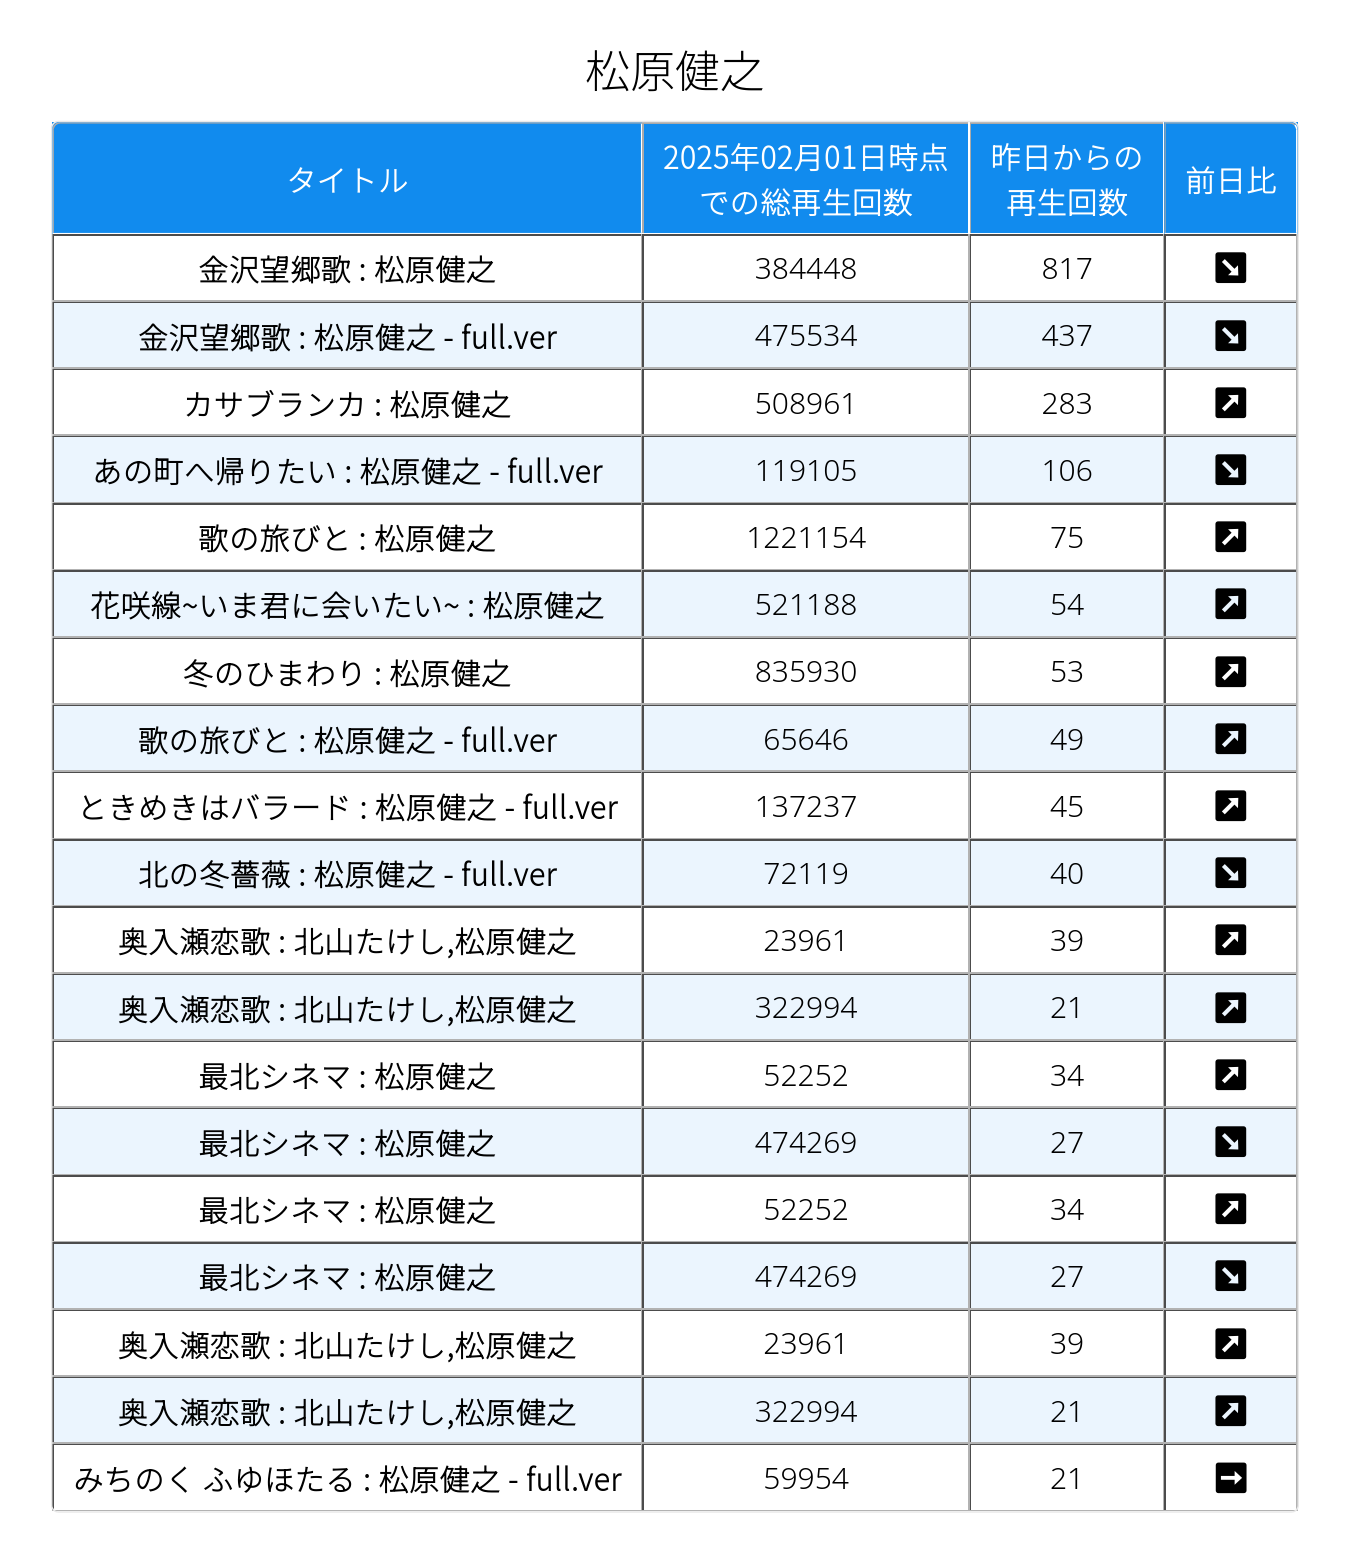 松原健之
タイトル 2025年02月01日時点での総再生回数 昨日からの再生回数 前日比
金沢望郷歌 : 松原健之 384448 817 ↘
金沢望郷歌 : 松原健之 - full.ver 475534 437 ↘
カサブランカ : 松原健之 508961 283 ↗
あの町へ帰りたい : 松原健之 - full.ver 119105 106 ↘
歌の旅びと : 松原健之 1221154 75 ↗
花咲線~いま君に会いたい~ : 松原健之 521188 54 ↗
冬のひまわり : 松原健之 835930 53 ↗
歌の旅びと : 松原健之 - full.ver 65646 49 ↗
ときめきはバラード : 松原健之 - full.ver 137237 45 ↗
北の冬薔薇 : 松原健之 - full.ver 72119 40 ↘
奥入瀬恋歌 : 北山たけし,松原健之 23961 39 ↗
奥入瀬恋歌 : 北山たけし,松原健之 322994 21 ↗
最北シネマ : 松原健之 52252 34 ↗
最北シネマ : 松原健之 474269 27 ↘
最北シネマ : 松原健之 52252 34 ↗
最北シネマ : 松原健之 474269 27 ↘
奥入瀬恋歌 : 北山たけし,松原健之 23961 39 ↗
奥入瀬恋歌 : 北山たけし,松原健之 322994 21 ↗
みちのく ふゆほたる : 松原健之 - full.ver 59954 21 →